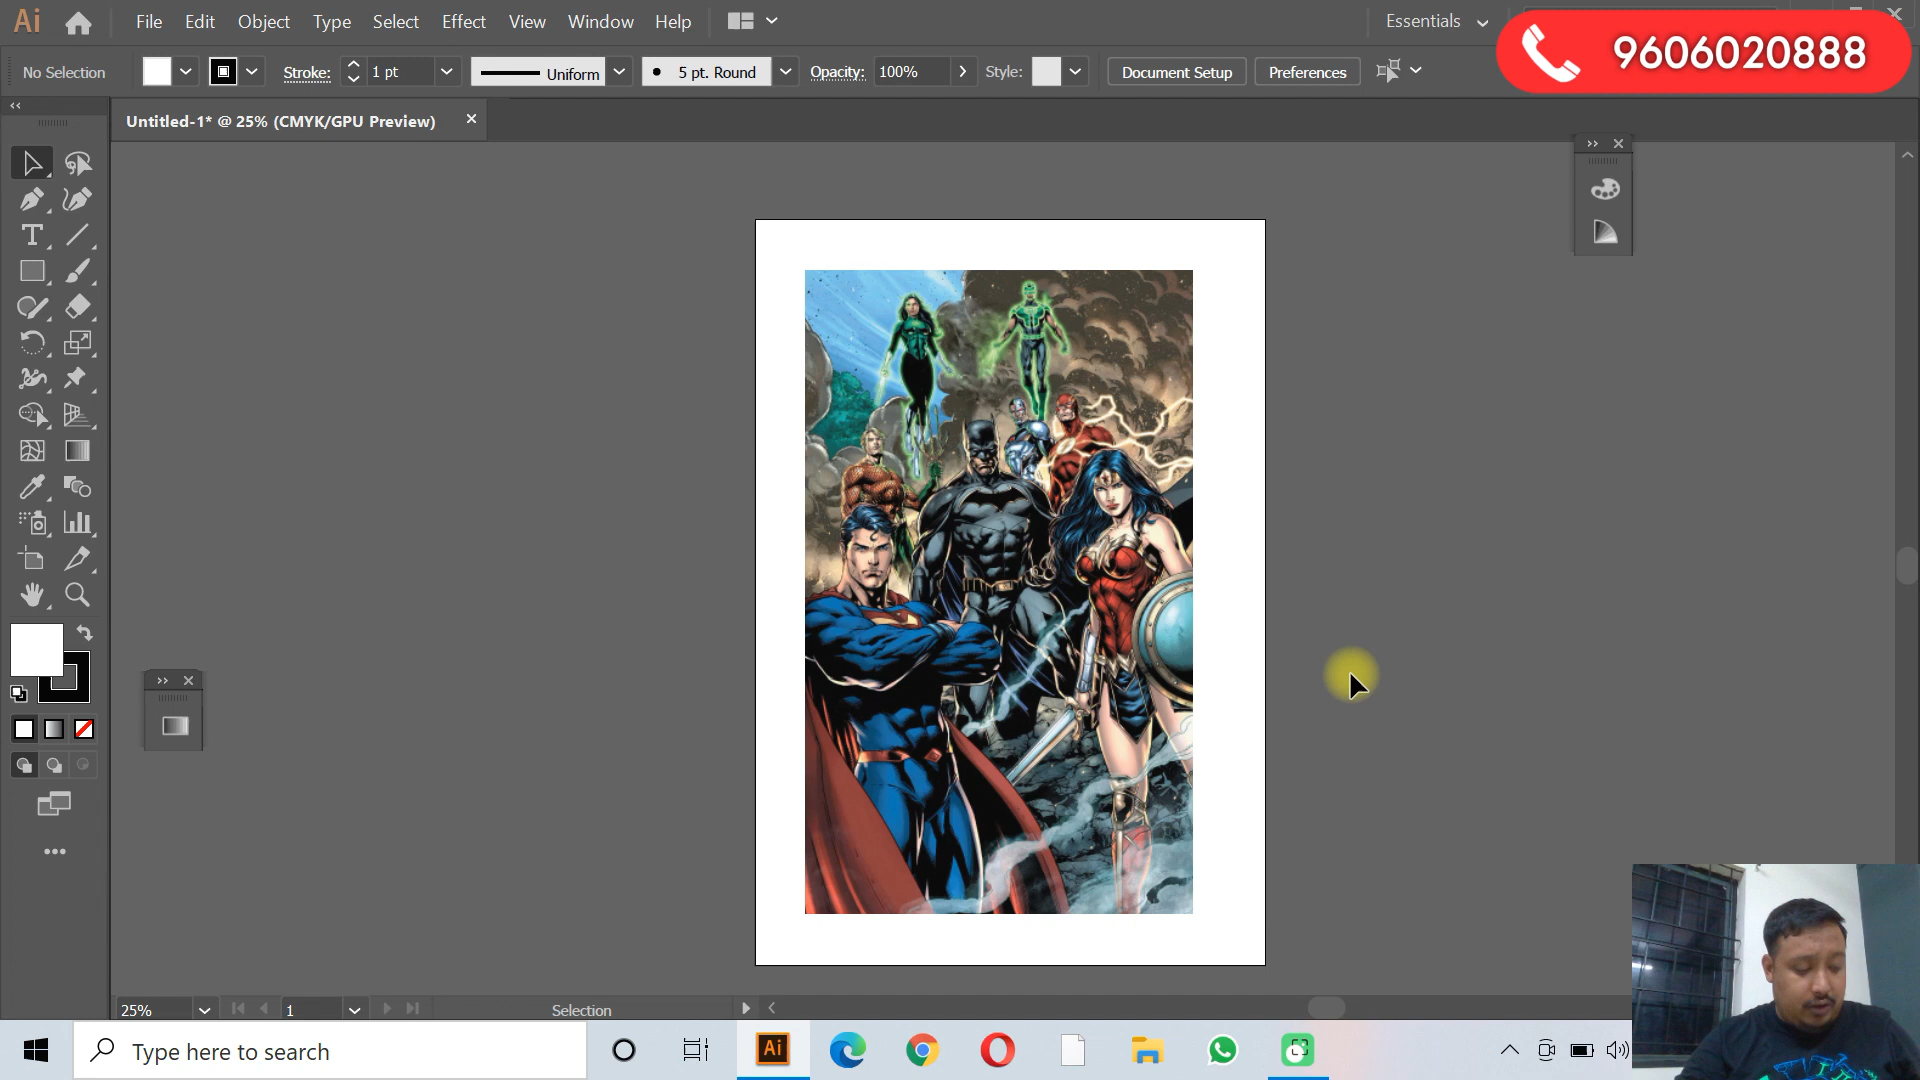 Ai File Edit Object Type Select Effect View Window Help Essentials
9606020888
No Selection Stroke: 1 pt Uniform 5 pt. Round Opacity: 100% Style: Document Setup Preferences
Untitled-1* @ 25% (CMYK/GPU Preview)
25% 1 Selection
Type here to search Ai